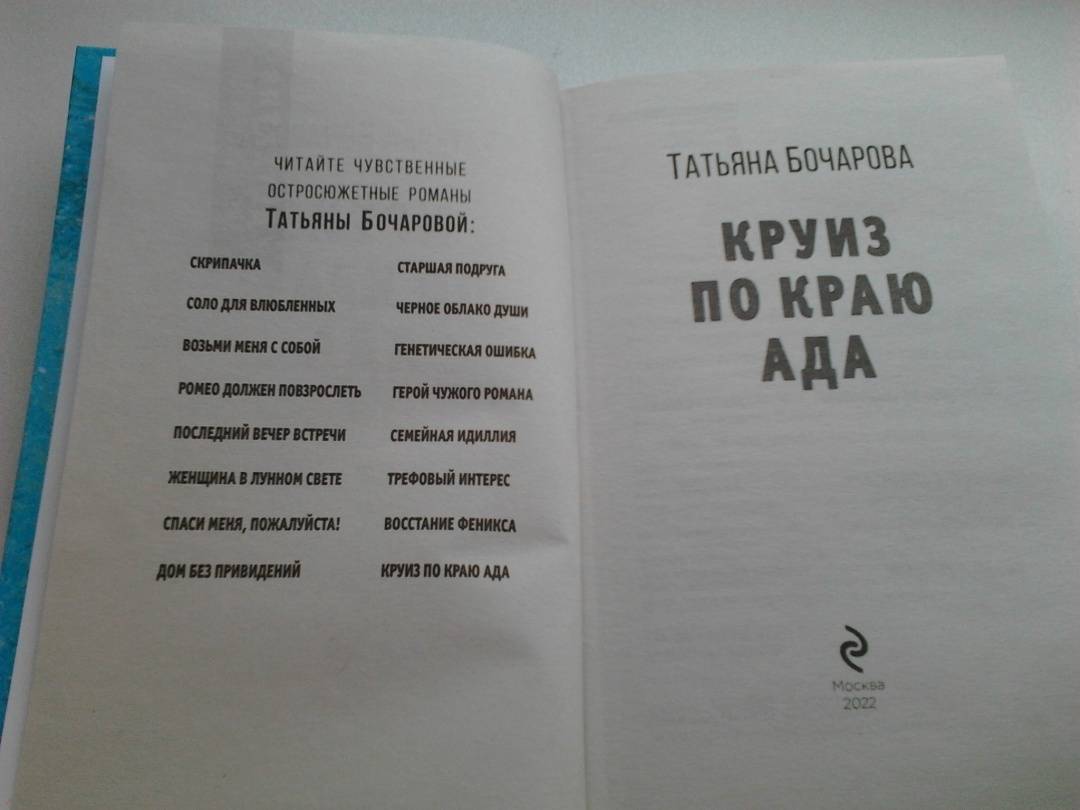 ЧИТАЙТЕ ЧУВСТВЕННЫЕ
ОСТРОСЮЖЕТНЫЕ РОМАНЫ
ТАТЬЯНЫ БОЧАРОВОЙ:
СКРИПАЧКА
СОЛО ДЛЯ ВЛЮБЛЕННЫХ
ВОЗЬМИ МЕНЯ С СОБОЙ
РОМЕО ДОЛЖЕН ПОВЗРОСЛЕТЬ
ПОСЛЕДНИЙ ВЕЧЕР ВСТРЕЧИ
ЖЕНЩИНА В ЛУННОМ СВЕТЕ
СПАСИ МЕНЯ, ПОЖАЛУЙСТА!
ДОМ БЕЗ ПРИВИДЕНИЙ
СТАРШАЯ ПОДРУГА
ЧЕРНОЕ ОБЛАКО ДУШИ
ГЕНЕТИЧЕСКАЯ ОШИБКА
ГЕРОЙ ЧУЖОГО РОМАНА
СЕМЕЙНАЯ ИДИЛЛИЯ
ТРЕФОВЫЙ ИНТЕРЕС
ВОССТАНИЕ ФЕНИКСА
КРУИЗ ПО КРАЮ АДА
ТАТЬЯНА БОЧАРОВА
КРУИЗ
ПО КРАЮ
АДА
Москва
2022